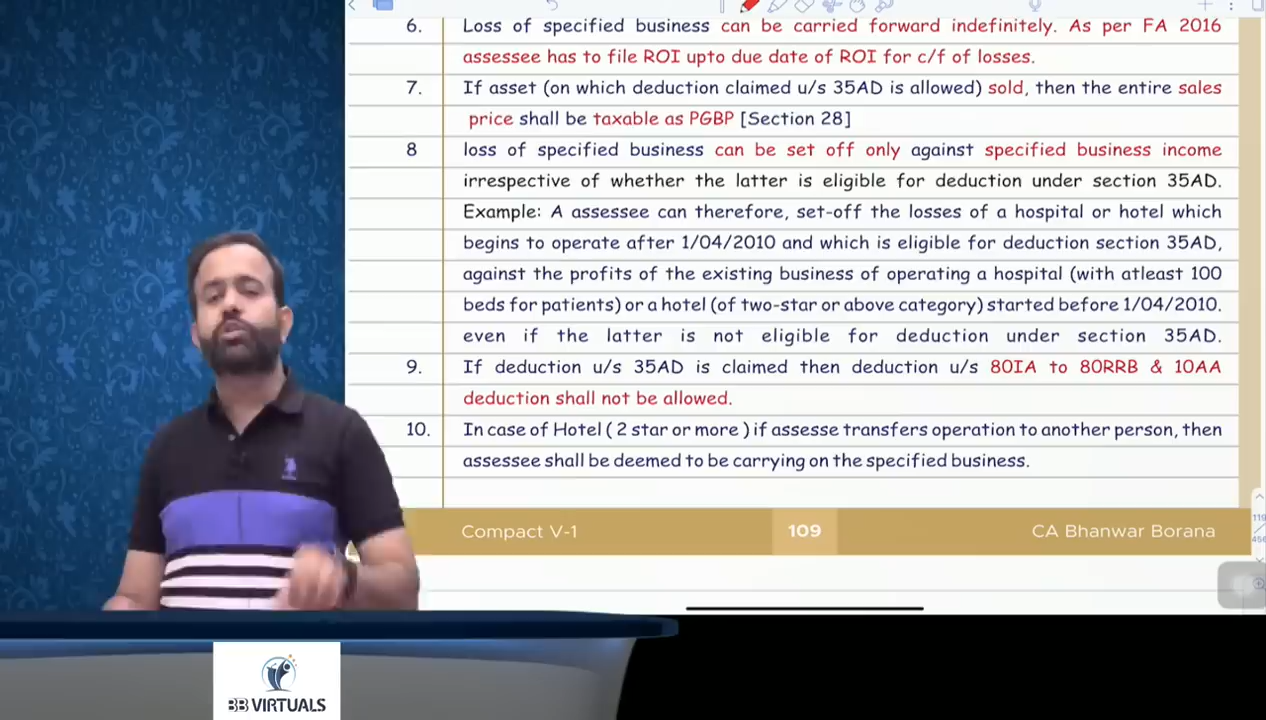 6. Loss of specified business can be carried forward indefinitely. As per FA 2016
assessee has to file ROI upto due date of ROI for c/f of losses.
7. If asset (on which deduction claimed u/s 35AD is allowed) sold, then the entire sales
price shall be taxable as PGBP [Section 28]
8 loss of specified business can be set off only against specified business income
irrespective of whether the latter is eligible for deduction under section 35AD.
Example: A assessee can therefore, set-off the losses of a hospital or hotel which
begins to operate after 1/04/2010 and which is eligible for deduction section 35AD,
against the profits of the existing business of operating a hospital (with atleast 100
beds for patients) or a hotel (of two-star or above category) started before 1/04/2010.
even if the latter is not eligible for deduction under section 35AD.
9. If deduction u/s 35AD is claimed then deduction u/s 80IA to 80RRB & 10AA
deduction shall not be allowed.
10. In case of Hotel ( 2 star or more ) if assesse transfers operation to another person, then
assessee shall be deemed to be carrying on the specified business.
Compact V-1 109 CA Bhanwar Borana
119
456
BB VIRTUALS